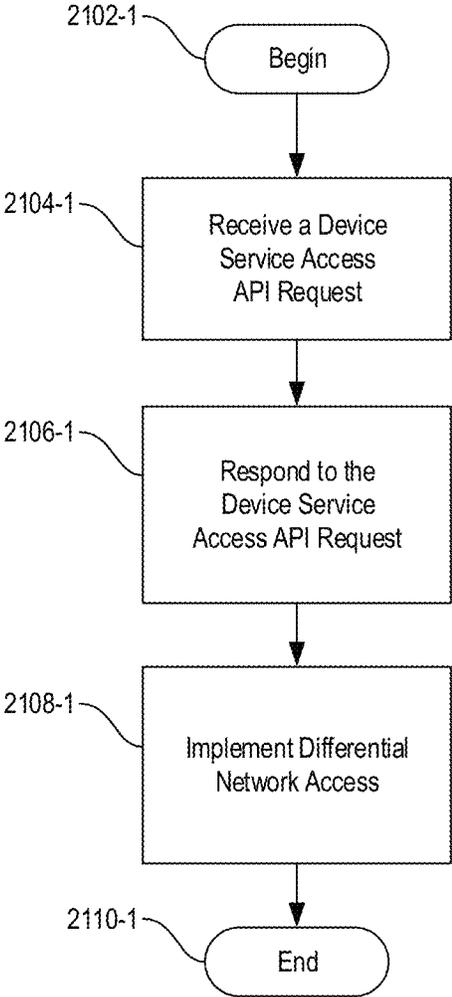 2102-1
Begin
2104-1
Receive a Device
Service Access
API Request
2106-1
Respond to the
Device Service
Access API Request
2108-1
Implement Differential
Network Access
2110-1
End